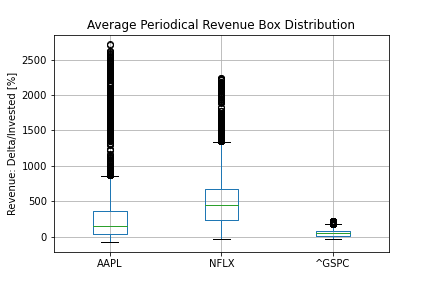 Average Periodical Revenue Box Distribution
Revenue: Delta/Invested [%]
2500
2000
1500
1000
500
0
AAPL NFLX ^GSPC